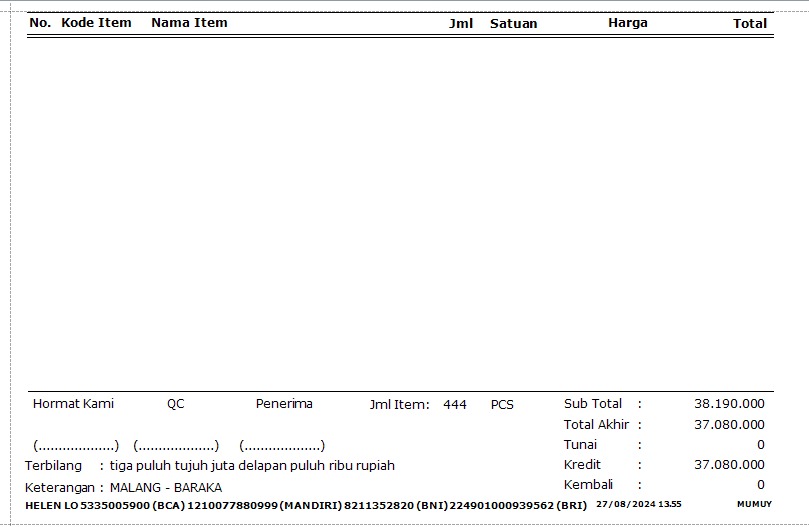 No. Kode Item Nama Item Jml Satuan Harga Total
Hormat Kami QC Penerima Jml Item: 444 PCS Sub Total : 38.190.000
Total Akhir : 37.080.000
(...................) (...................) (...................) Tunai : 0
Terbilang : tiga puluh tujuh juta delapan puluh ribu rupiah Kredit : 37.080.000
Keterangan : MALANG - BARAKA Kembali : 0
HELEN LO 5335005900 (BCA) 1210077880999 (MANDIRI) 8211352820 (BNI) 224901000939562 (BRI) 27/08/2024 13.55 MUMUY